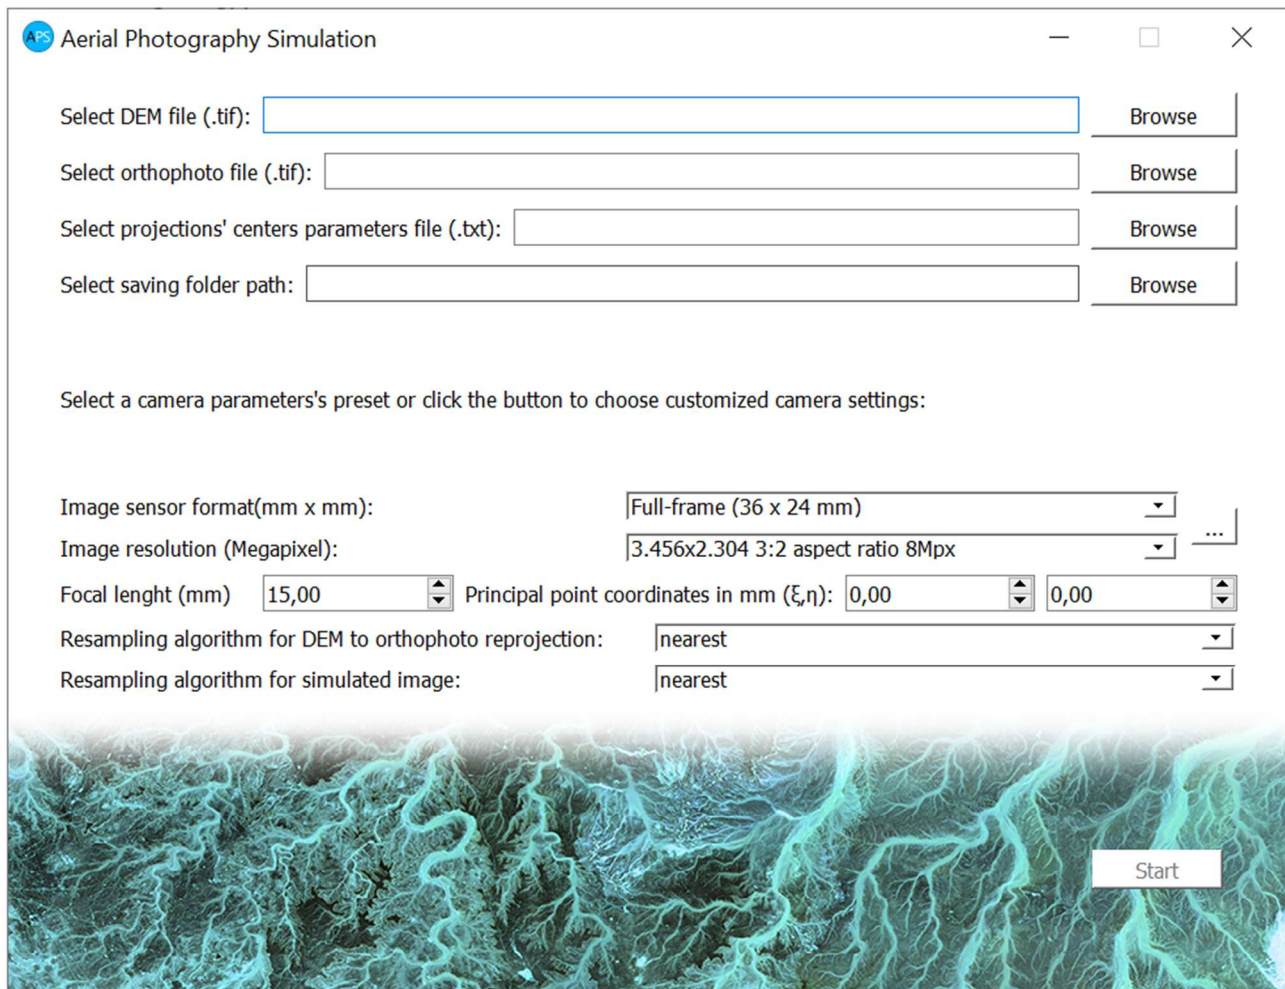 APS Aerial Photography Simulation
Select DEM file (.tif): Browse
Select orthophoto file (.tif): Browse
Select projections' centers parameters file (.txt): Browse
Select saving folder path: Browse
Select a camera parameters's preset or click the button to choose customized camera settings:
Image sensor format(mm x mm): Full-frame (36 x 24 mm)
...
Image resolution (Megapixel): 3.456x2.304 3:2 aspect ratio 8Mpx
Focal lenght (mm) 15,00 Principal point coordinates in mm (ξ,η): 0,00 0,00
Resampling algorithm for DEM to orthophoto reprojection: nearest
Resampling algorithm for simulated image: nearest
Start